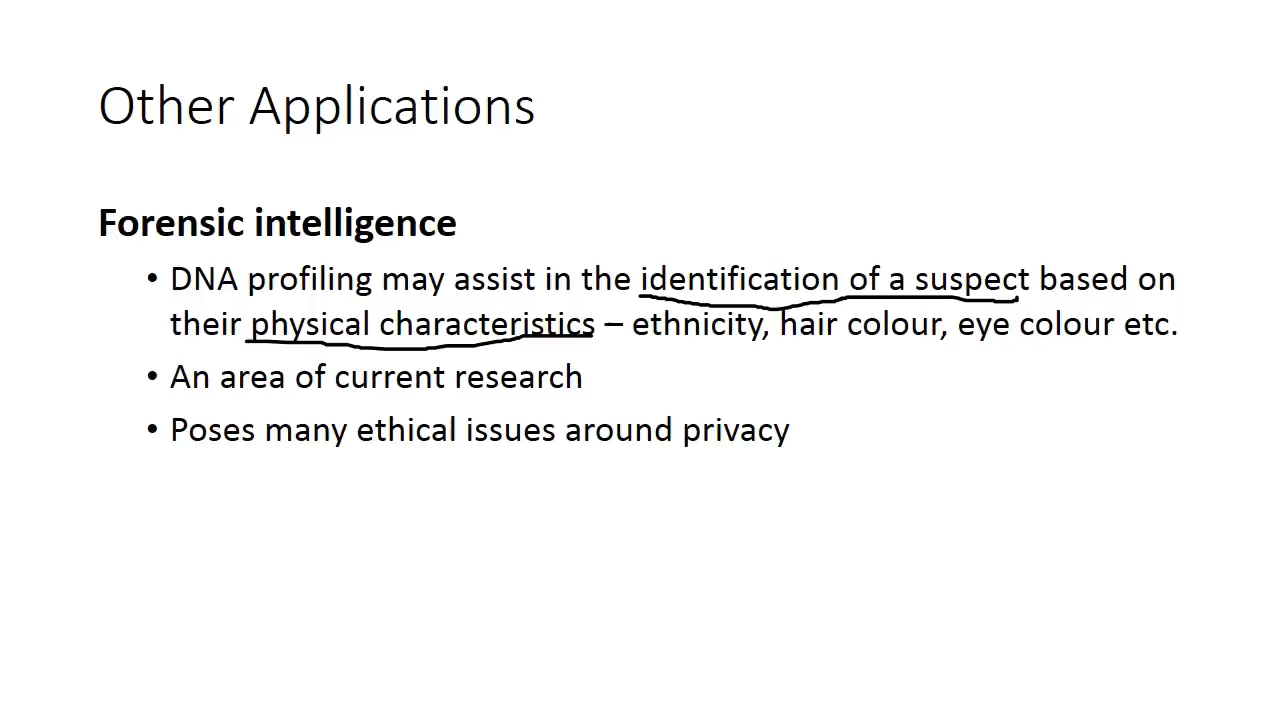 Other Applications
Forensic intelligence
• DNA profiling may assist in the identification of a suspect based on
their physical characteristics – ethnicity, hair colour, eye colour etc.
• An area of current research
• Poses many ethical issues around privacy